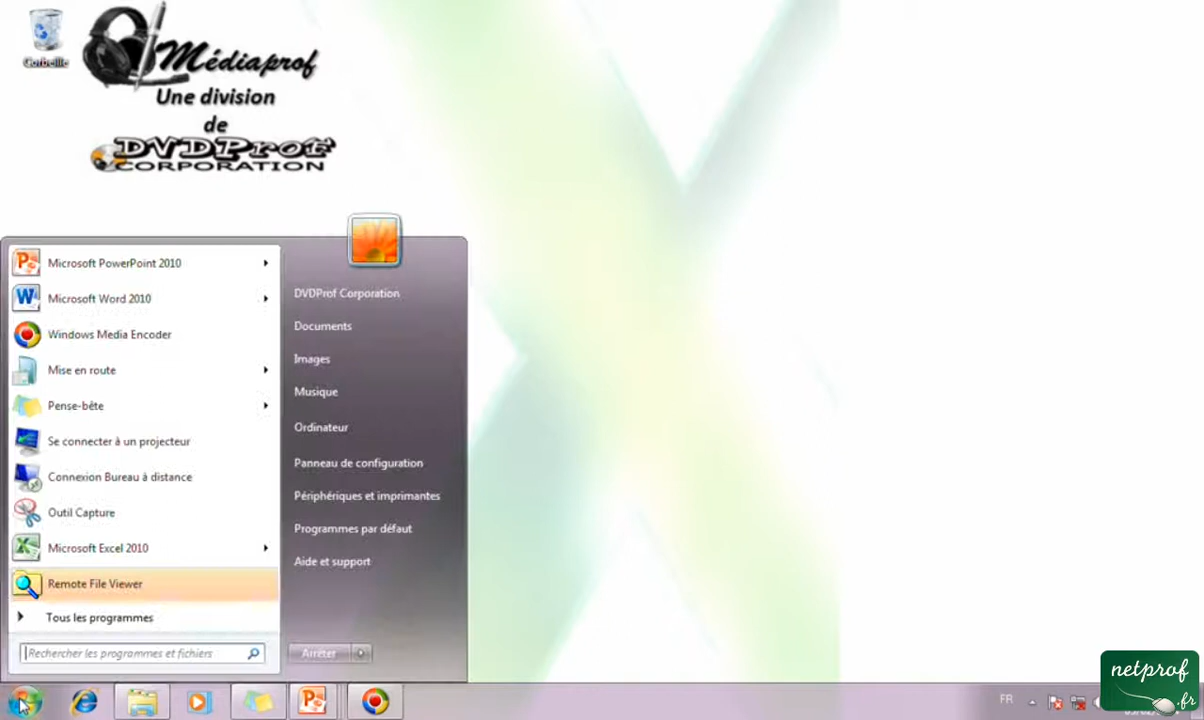 Corbeille
Médiaprof
Une division
de
DVDProf
CORPORATION
Microsoft PowerPoint 2010
Microsoft Word 2010
Windows Media Encoder
Mise en route
Pense-bête
Se connecter à un projecteur
Connexion Bureau à distance
Outil Capture
Microsoft Excel 2010
Remote File Viewer
Tous les programmes
Rechercher les programmes et fichiers
DVDProf Corporation
Documents
Images
Musique
Ordinateur
Panneau de configuration
Périphériques et imprimantes
Programmes par défaut
Aide et support
Arrêter
FR
netprof
.fr